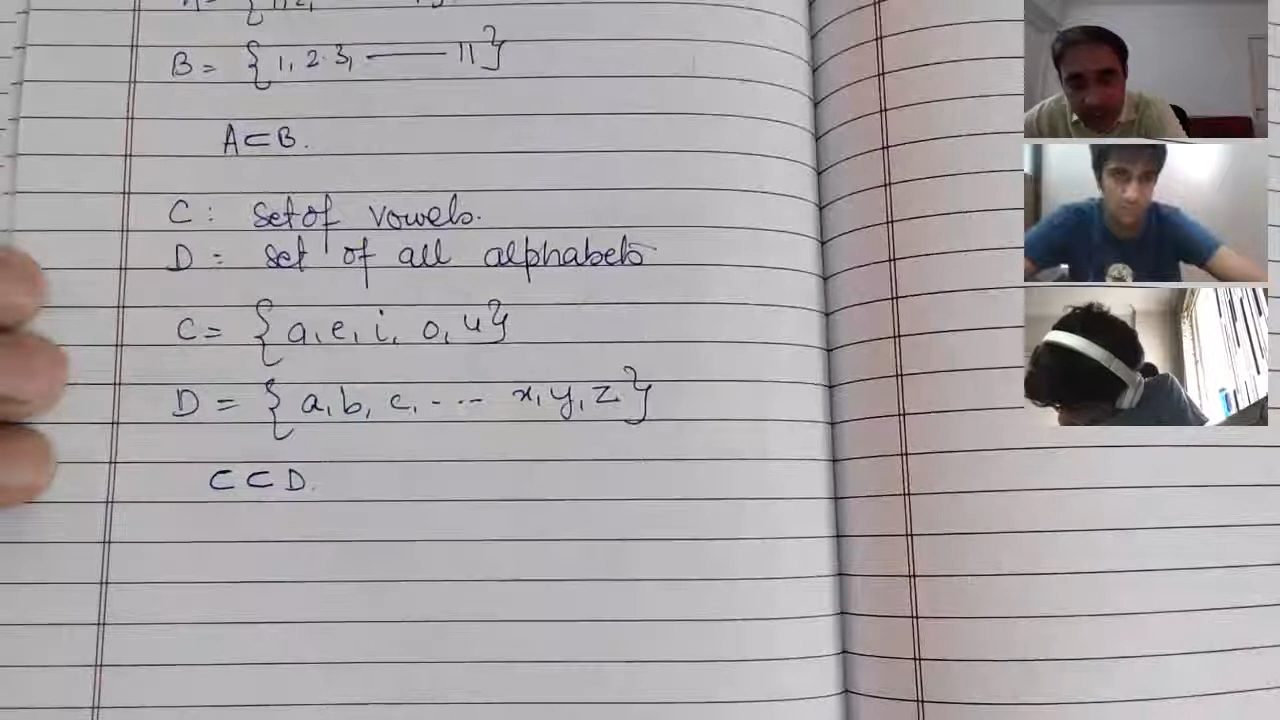 B = { 1, 2. 3, —— 11}
A⊂B.
C : set of vowels.
D = set of all alphabets
C = { a, e, i, o, u}
D = { a, b, c, - -- x, y, z}
C ⊂ D.